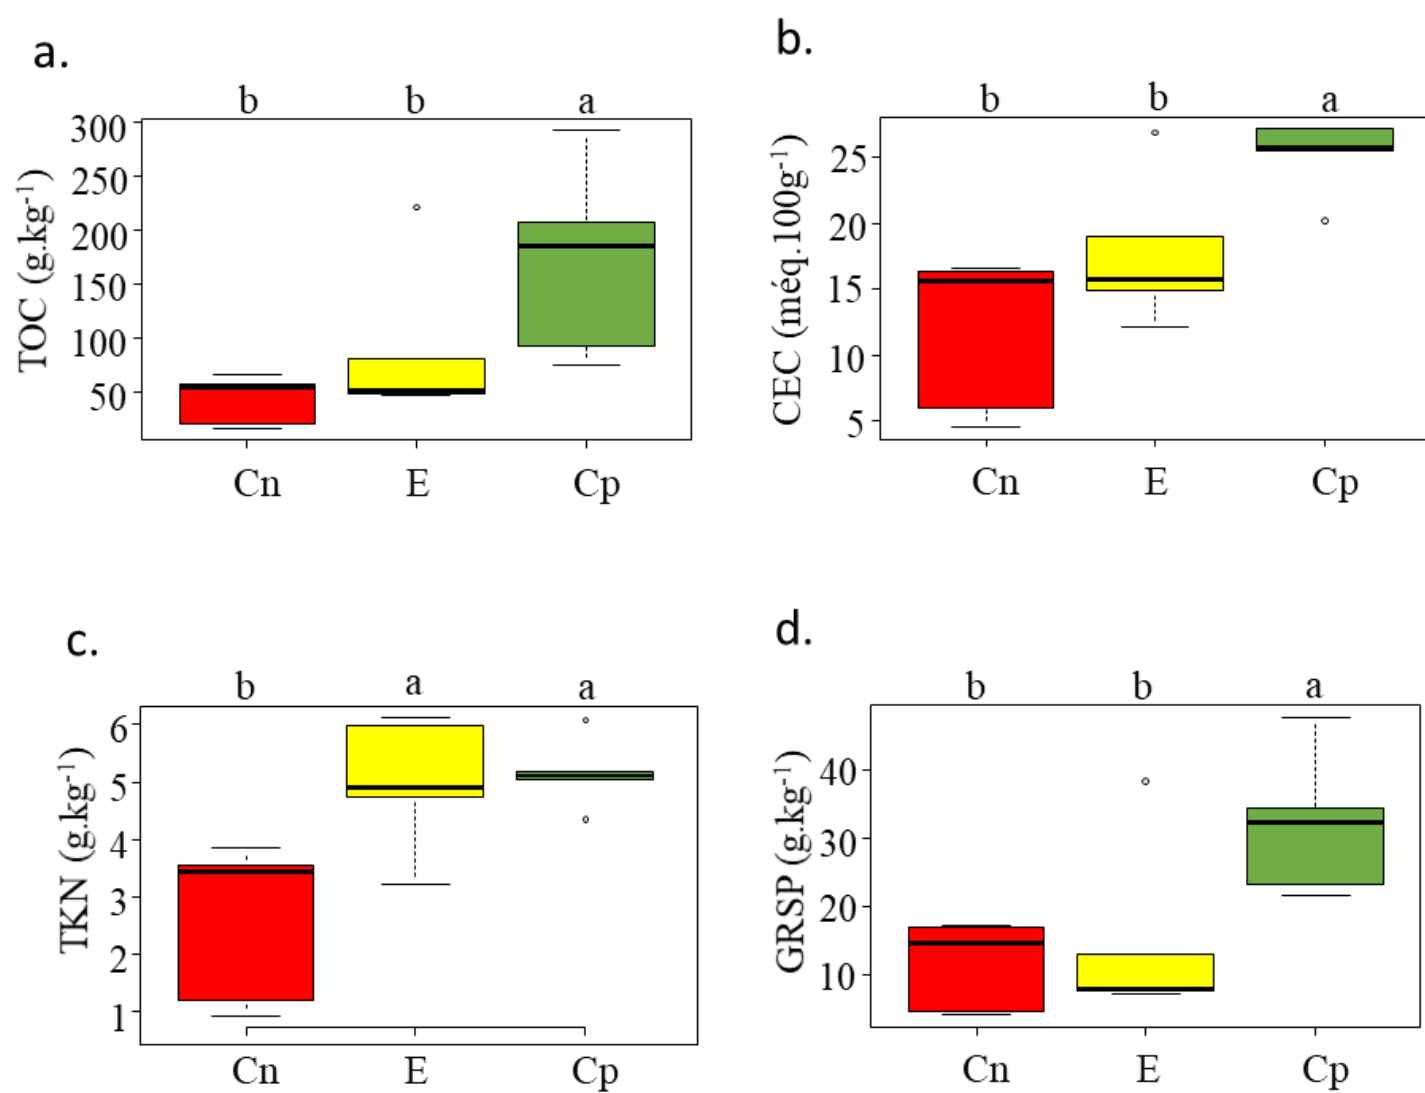 a.
b b a
TOC (g.kg⁻¹)
300
250
200
150
100
50
Cn E Cp
b.
b b a
CEC (méq.100g⁻¹)
25
20
15
10
5
Cn E Cp
c.
b a a
TKN (g.kg⁻¹)
6
5
4
3
2
1
Cn E Cp
d.
b b a
GRSP (g.kg⁻¹)
40
30
20
10
Cn E Cp